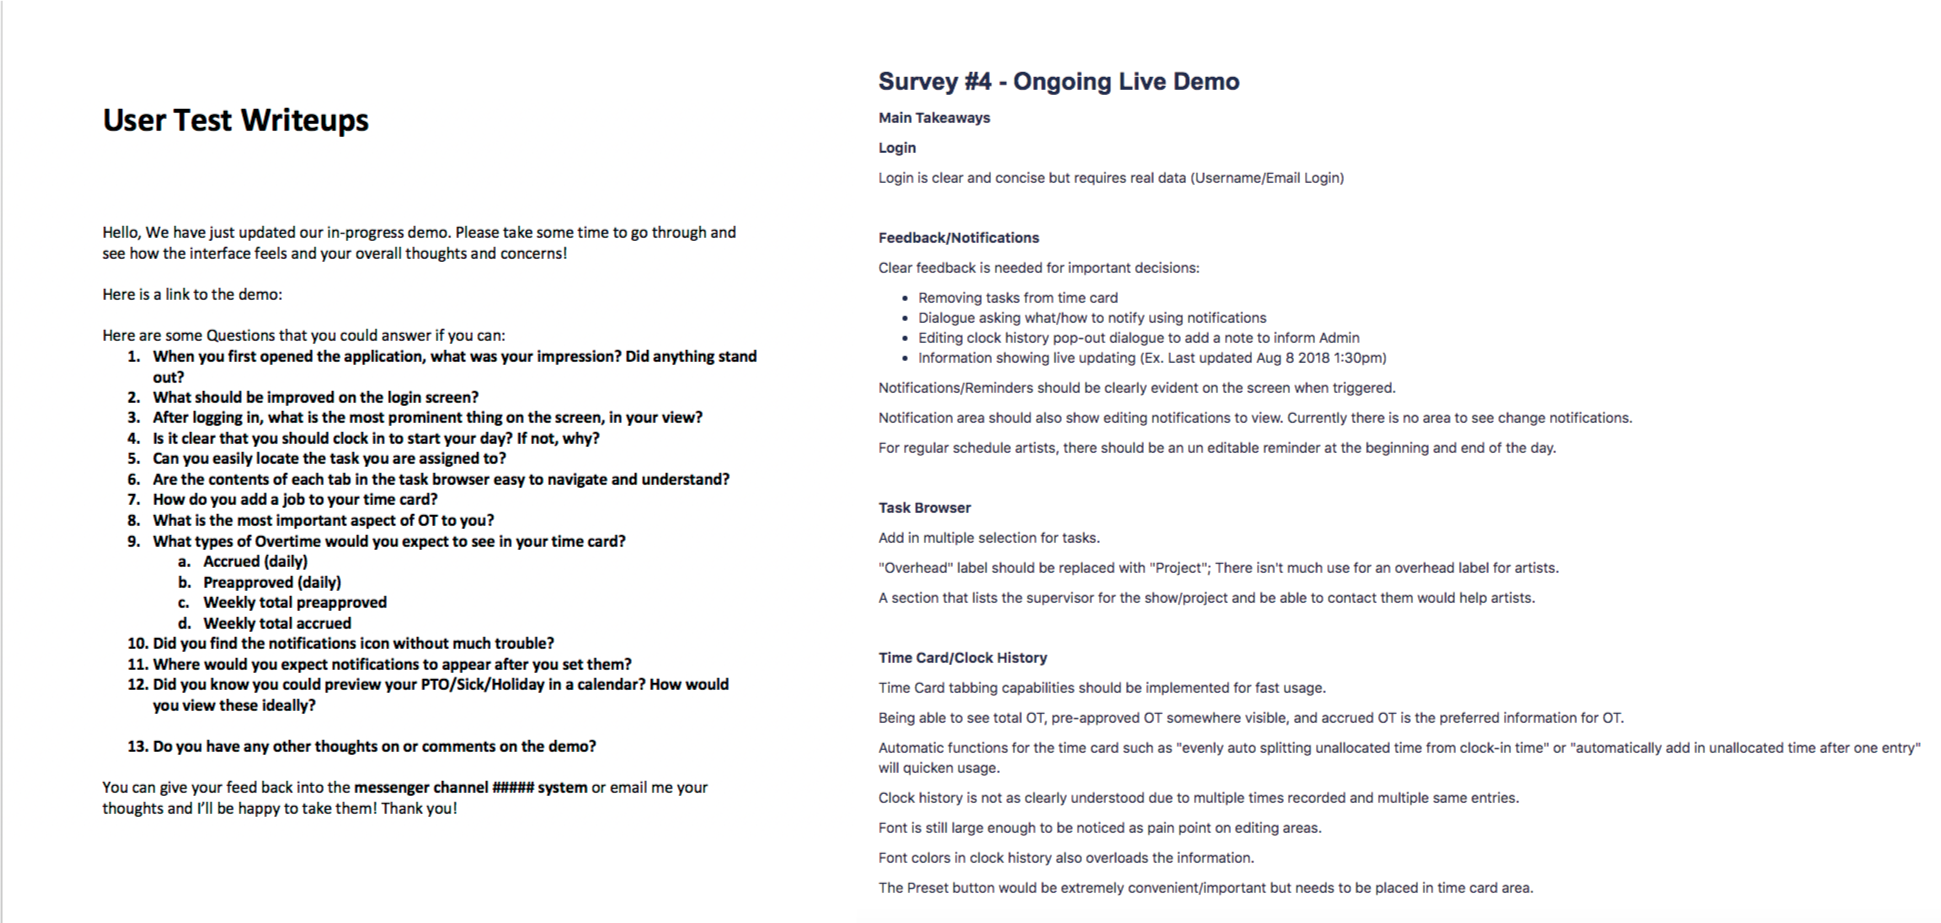 User Test Writeups
Hello, We have just updated our in-progress demo. Please take some time to go through and
see how the interface feels and your overall thoughts and concerns!
Here is a link to the demo:
Here are some Questions that you could answer if you can:
1. When you first opened the application, what was your impression? Did anything stand
out?
2. What should be improved on the login screen?
3. After logging in, what is the most prominent thing on the screen, in your view?
4. Is it clear that you should clock in to start your day? If not, why?
5. Can you easily locate the task you are assigned to?
6. Are the contents of each tab in the task browser easy to navigate and understand?
7. How do you add a job to your time card?
8. What is the most important aspect of OT to you?
9. What types of Overtime would you expect to see in your time card?
a. Accrued (daily)
b. Preapproved (daily)
c. Weekly total preapproved
d. Weekly total accrued
10. Did you find the notifications icon without much trouble?
11. Where would you expect notifications to appear after you set them?
12. Did you know you could preview your PTO/Sick/Holiday in a calendar? How would
you view these ideally?
13. Do you have any other thoughts on or comments on the demo?
You can give your feed back into the messenger channel ##### system or email me your
thoughts and I'll be happy to take them! Thank you!
Survey #4 - Ongoing Live Demo
Main Takeaways
Login
Login is clear and concise but requires real data (Username/Email Login)
Feedback/Notifications
Clear feedback is needed for important decisions:
• Removing tasks from time card
• Dialogue asking what/how to notify using notifications
• Editing clock history pop-out dialogue to add a note to inform Admin
• Information showing live updating (Ex. Last updated Aug 8 2018 1:30pm)
Notifications/Reminders should be clearly evident on the screen when triggered.
Notification area should also show editing notifications to view. Currently there is no area to see change notifications.
For regular schedule artists, there should be an un editable reminder at the beginning and end of the day.
Task Browser
Add in multiple selection for tasks.
"Overhead" label should be replaced with "Project"; There isn't much use for an overhead label for artists.
A section that lists the supervisor for the show/project and be able to contact them would help artists.
Time Card/Clock History
Time Card tabbing capabilities should be implemented for fast usage.
Being able to see total OT, pre-approved OT somewhere visible, and accrued OT is the preferred information for OT.
Automatic functions for the time card such as "evenly auto splitting unallocated time from clock-in time" or "automatically add in unallocated time after one entry"
will quicken usage.
Clock history is not as clearly understood due to multiple times recorded and multiple same entries.
Font is still large enough to be noticed as pain point on editing areas.
Font colors in clock history also overloads the information.
The Preset button would be extremely convenient/important but needs to be placed in time card area.